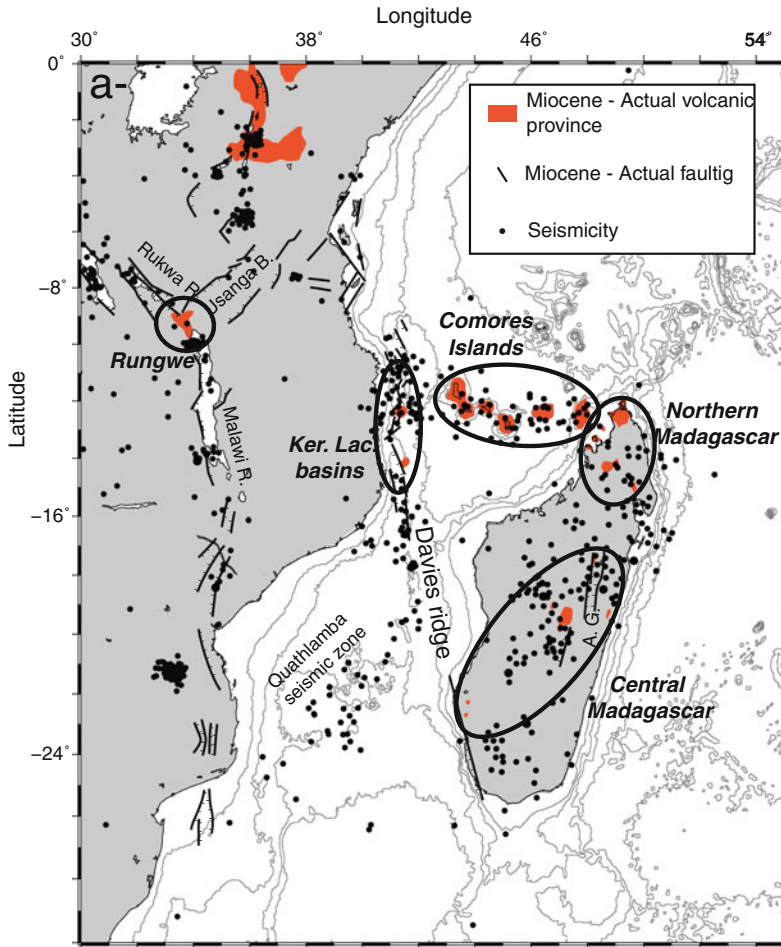 Longitude
30° 38 46° 54°
0°
a-
Miocene - Actual volcanic
province
Miocene - Actual faultig
Seismicity
Rukwa R.
Usanga B.
-8°
Rungwe
Comores
Islands
Latitude
Malawi R.
Ker. Lac.
basins
Northern
Madagascar
-16°
Davies ridge
A. G.
Quathlamba
seismic zone
Central
Madagascar
-24°